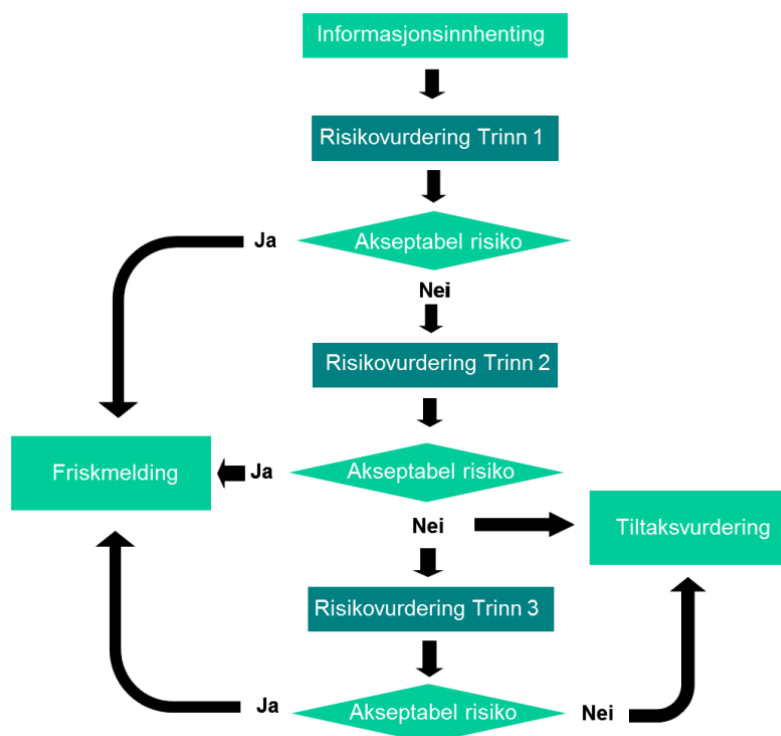 Informasjonsinnhenting
Risikovurdering Trinn 1
Ja
Akseptabel risiko
Nei
Risikovurdering Trinn 2
Friskmelding
Ja
Akseptabel risiko
Nei
Tiltaksvurdering
Risikovurdering Trinn 3
Ja
Akseptabel risiko
Nei